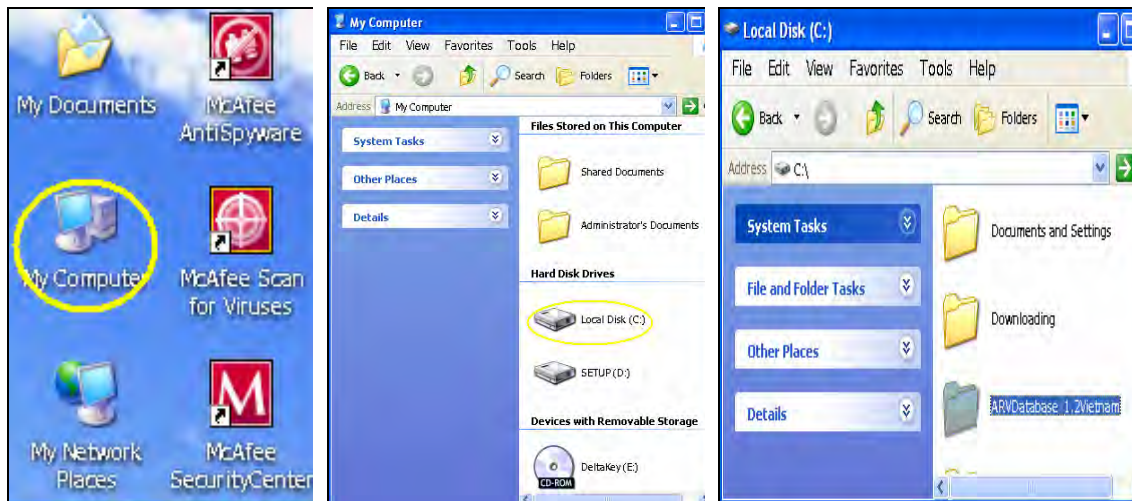 My Documents
McAfee
AntiSpyware
My Computer
McAfee Scan
for Viruses
My Network
Places
M
McAfee
SecurityCenter
My Computer
File Edit View Favorites Tools Help
Back Search Folders
Address My Computer
System Tasks
Other Places
Details
Files Stored on This Computer
Shared Documents
Administrator's Documents
Hard Disk Drives
Local Disk (C:)
SETUP (D:)
Devices with Removable Storage
DeltaKey (E:)
CD-ROM
Local Disk (C:)
File Edit View Favorites Tools Help
Back Search Folders
Address C:\
System Tasks
File and Folder Tasks
Other Places
Details
Documents and Settings
Downloading
ARVDatabase_1.2Vietnam